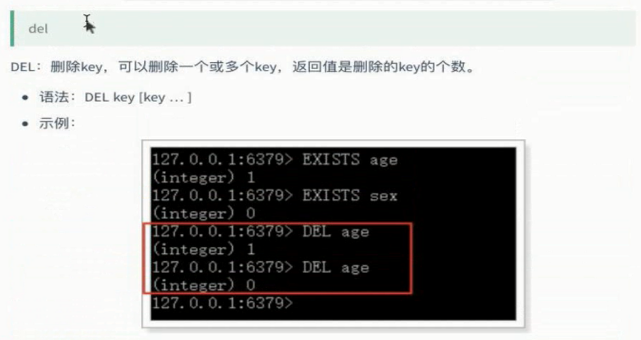 del
DEL：删除key，可以删除一个或多个key，返回值是删除的key的个数。
• 语法：DEL key [key … ]
• 示例：
127.0.0.1:6379> EXISTS age
(integer) 1
127.0.0.1:6379> EXISTS sex
(integer) 0
127.0.0.1:6379> DEL age
(integer) 1
127.0.0.1:6379> DEL age
(integer) 0
127.0.0.1:6379>